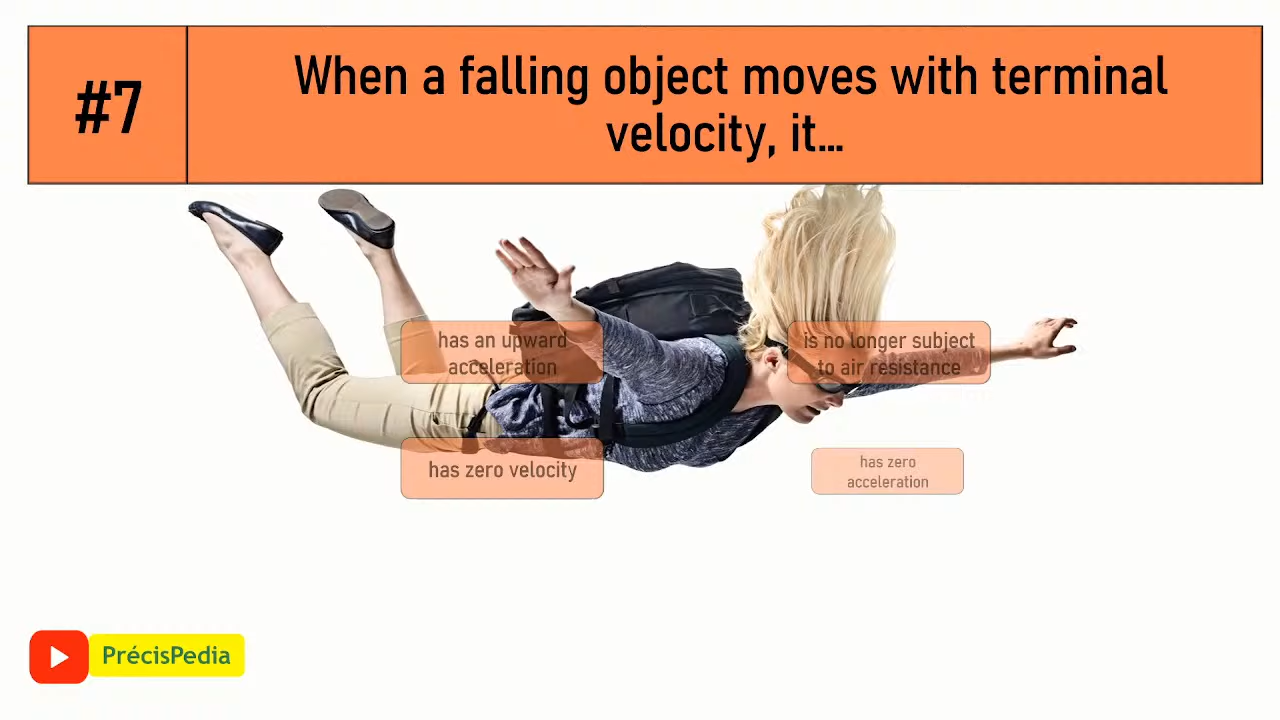 #7
When a falling object moves with terminal
velocity, it...
has an upward
acceleration
is no longer subject
to air resistance
has zero velocity
has zero
acceleration
PrécisPedia